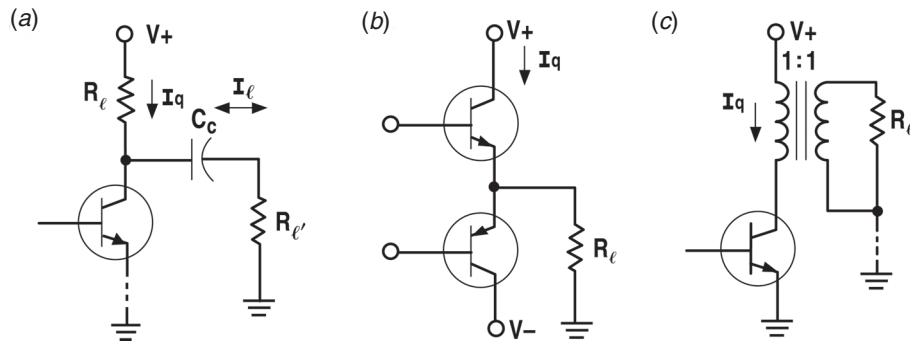 (a)
V+
Rℓ
Iq
Iℓ
Cc
Rℓ'
(b)
V+
Iq
Rℓ
V−
(c)
V+
1:1
Iq
Rℓ